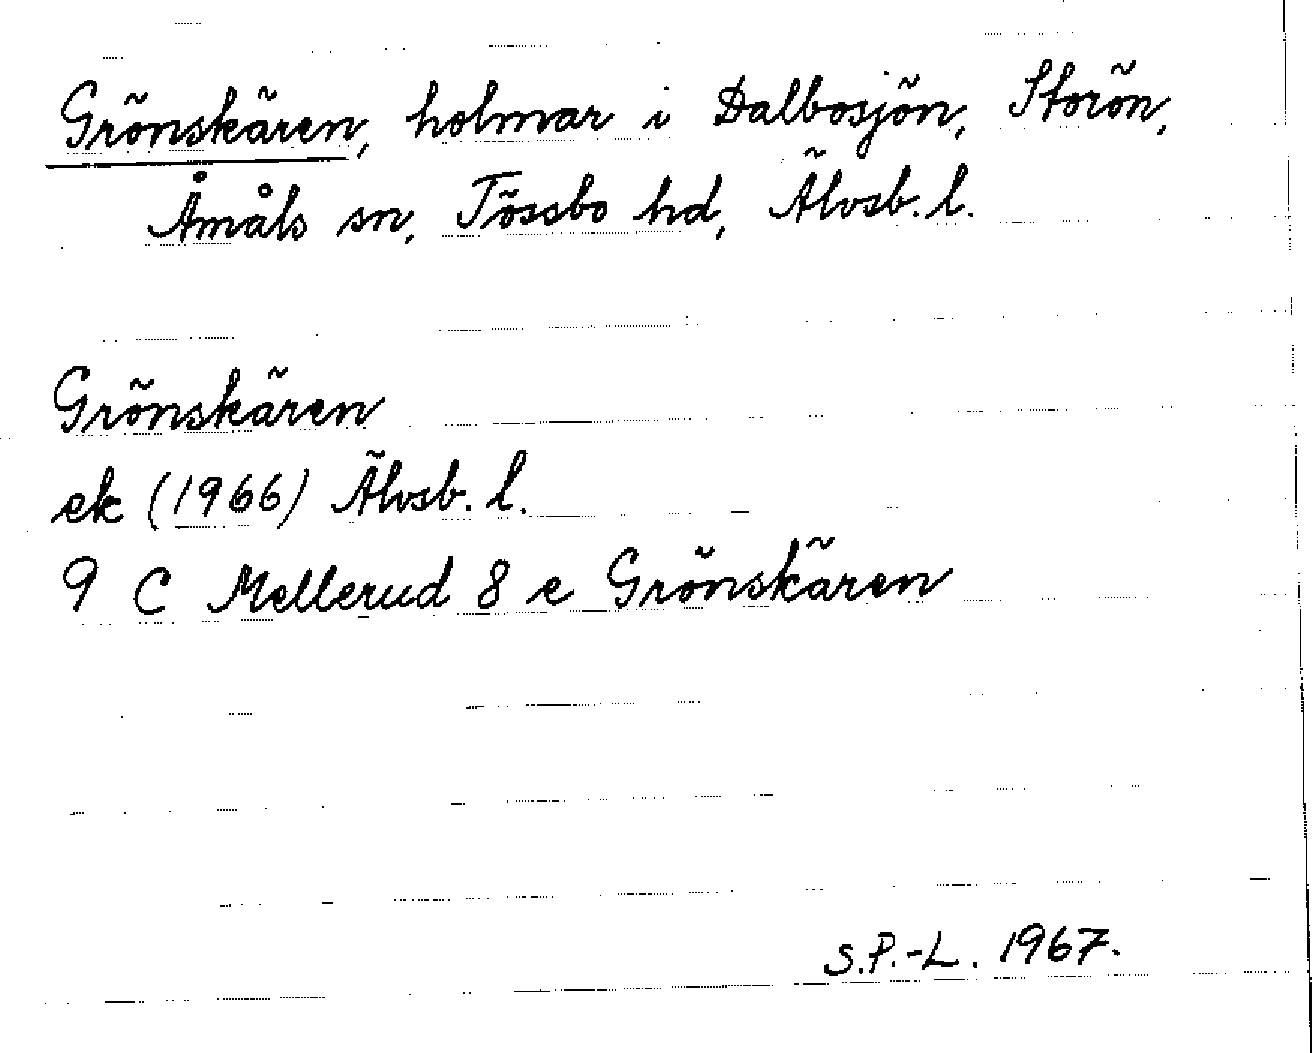 Grönskären, holmar i Dalbosjön, Storön,
Åmåls sn, Tössbo hd, Älvsb. l.
Grönskären
ek (1966) Älvsb. l.
9 C Mellerud 8 e Grönskären
S.P.-L. 1967.